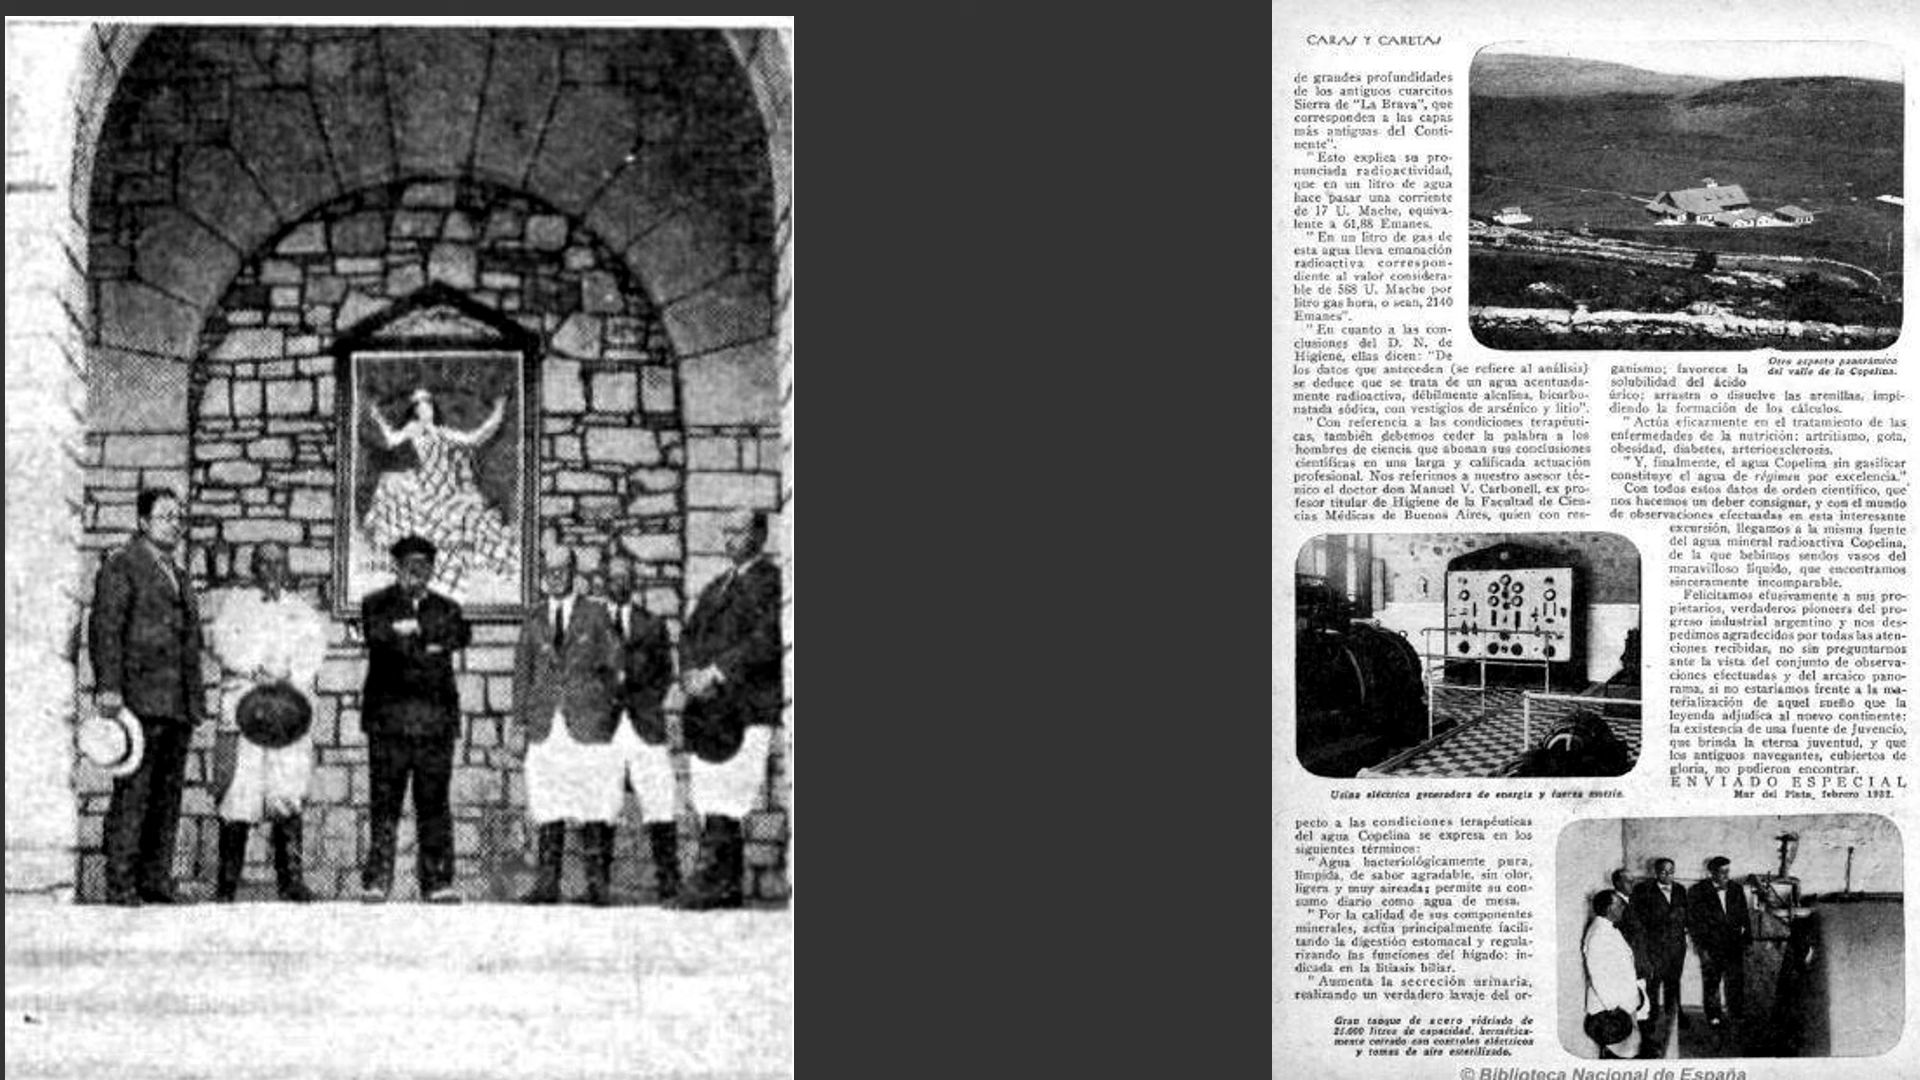 CARAS Y CARETAS
de grandes profundidades
de los antiguos cuarcitos
Sierra de "La Brava", que
corresponden a las capas
más antiguas del Conti-
nente".
"Esto explica su pro-
nunciada radioactividad,
que en un litro de agua
hace pasar una corriente
de 17 U. Mache, equiva-
lente a 61,88 Emanes.
"En un litro de gas de
esta agua lleva emanación
radioactiva correspon-
diente al valor considera-
ble de 588 U. Mache por
litro gas hora, o sean, 2140
Emanes".
"En cuanto a las con-
clusiones del D. N. de
Higiene, ellas dicen: "De
los datos que anteceden (se refiere al análisis)
se deduce que se trata de un agua acentuada-
mente radioactiva, débilmente alcalina, bicarbo-
natada sódica, con vestigios de arsénico y litio".
"Con referencia a las condiciones terapéuti-
cas, también debemos ceder la palabra a los
hombres de ciencia que abonan sus conclusiones
científicas en una larga y calificada actuación
profesional. Nos referimos a nuestro asesor téc-
nico el doctor don Manuel V. Carbonell, ex pro-
fesor titular de Higiene de la Facultad de Cien-
cias Médicas de Buenos Aires, quien con res-
Usina eléctrica generadora de energía y fuerza motriz.
pecto a las condiciones terapéuticas
del agua Copelina se expresa en los
siguientes términos:
"Agua bacteriológicamente pura,
límpida, de sabor agradable, sin olor,
ligera y muy aireada; permite su con-
sumo diario como agua de mesa.
"Por la calidad de sus componentes
minerales, actúa principalmente facili-
tando la digestión estomacal y regula-
rizando las funciones del hígado: in-
dicada en la litiasis biliar.
"Aumenta la secreción urinaria,
realizando un verdadero lavaje del or-
Gran tanque de acero vidriado de
25.000 litros de capacidad, hermética-
mente cerrado con controles eléctricos
y tomas de aire esterilizado.
Otro aspecto panorámico
del valle de la Copelina.
ganismo; favorece la
solubilidad del ácido
úrico; arrastra o disuelve las arenillas, impi-
diendo la formación de los cálculos.
"Actúa eficazmente en el tratamiento de las
enfermedades de la nutrición: artritismo, gota,
obesidad, diabetes, arterioesclerosis.
"Y, finalmente, el agua Copelina sin gasificar
constituye el agua de régimen por excelencia."
Con todos estos datos de orden científico, que
nos hacemos un deber consignar, y con el mundo
de observaciones efectuadas en esta interesante
excursión, llegamos a la misma fuente
del agua mineral radioactiva Copelina,
de la que bebimos sendos vasos del
maravilloso líquido, que encontramos
sinceramente incomparable.
Felicitamos efusivamente a sus pro-
pietarios, verdaderos pioneers del pro-
greso industrial argentino y nos des-
pedimos agradecidos por todas las aten-
ciones recibidas, no sin preguntarnos
ante la vista del conjunto de observa-
ciones efectuadas y del arcaico pano-
rama, si no estaríamos frente a la ma-
terialización de aquel sueño que la
leyenda adjudica al nuevo continente:
la existencia de una fuente de Juvencio,
que brinda la eterna juventud, y que
los antiguos navegantes, cubiertos de
gloria, no pudieron encontrar.
ENVIADO ESPECIAL
Mar del Plata, febrero 1932.
© Biblioteca Nacional de España